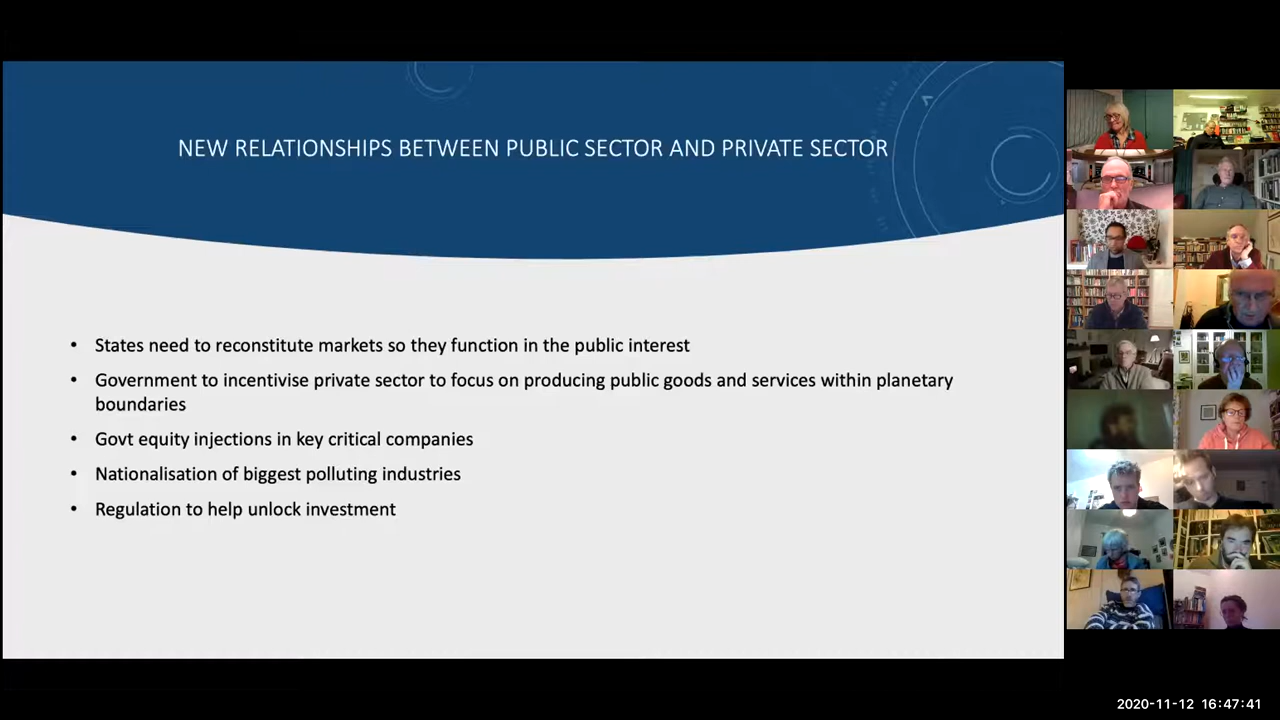 NEW RELATIONSHIPS BETWEEN PUBLIC SECTOR AND PRIVATE SECTOR
• States need to reconstitute markets so they function in the public interest
• Government to incentivise private sector to focus on producing public goods and services within planetary
boundaries
• Govt equity injections in key critical companies
• Nationalisation of biggest polluting industries
• Regulation to help unlock investment
2020-11-12 16:47:41